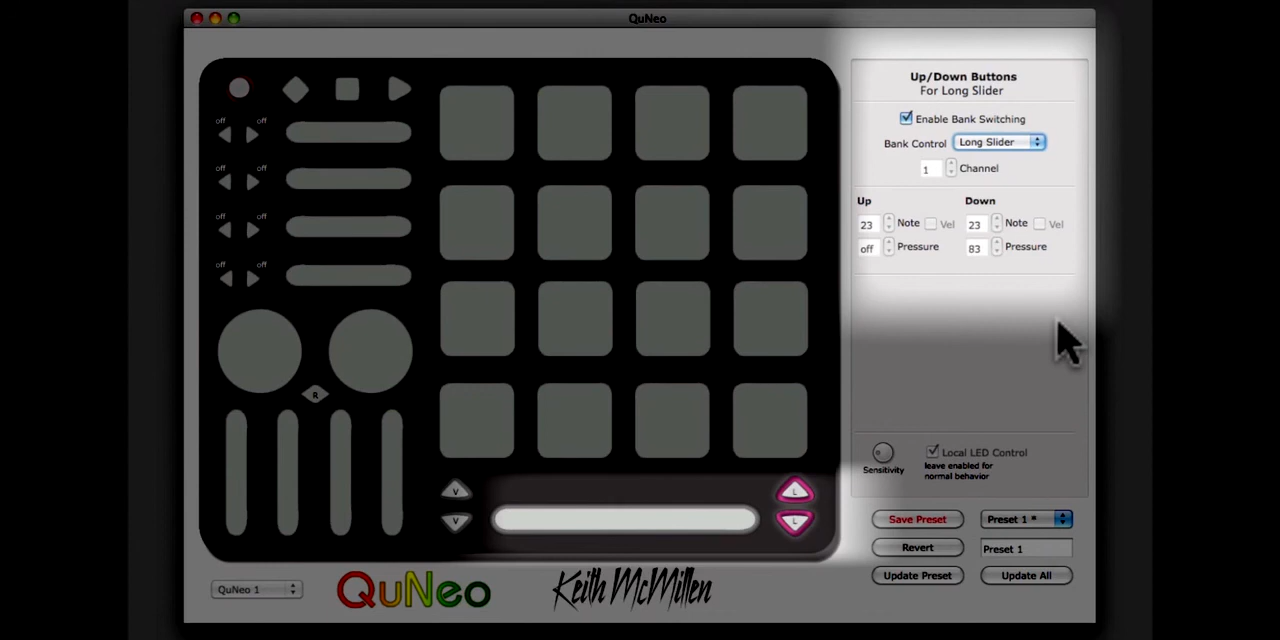 QuNeo
Up/Down Buttons
For Long Slider
Enable Bank Switching
Bank Control Long Slider
1 Channel
Up Down
23 Note Vel 23 Note Vel
off Pressure 83 Pressure
off off
off off
off off
off off
R
V L
V L
Sensitivity
Local LED Control
leave enabled for
normal behavior
Save Preset Preset 1 *
Revert Preset 1
Update Preset Update All
QuNeo 1 QuNeo Keith McMillen